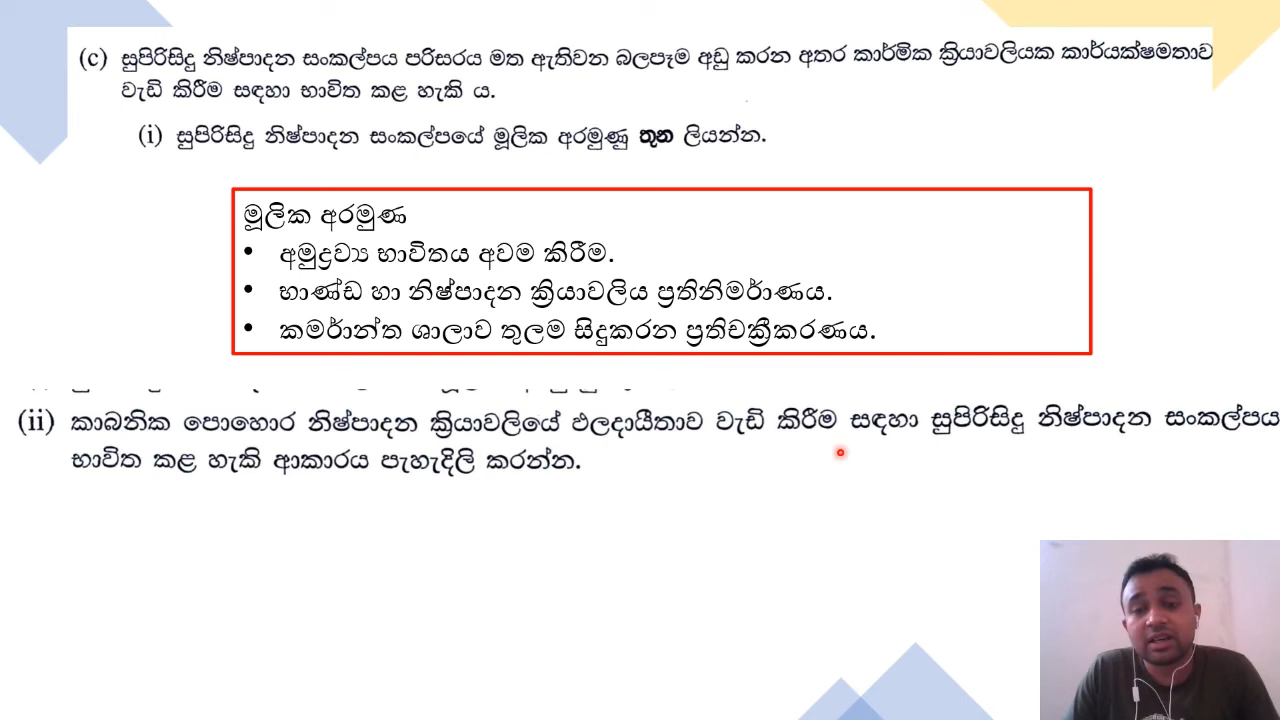 (c) සුපිරිසිදු නිෂ්පාදන සංකල්පය පරිසරය මත ඇතිවන බලපෑම අඩු කරන අතර කාර්මික ක්‍රියාවලියක කාර්යක්ෂමතාව
වැඩි කිරීම සඳහා භාවිත කළ හැකි ය.
(i) සුපිරිසිදු නිෂ්පාදන සංකල්පයේ මූලික අරමුණු තුන ලියන්න.
මූලික අරමුණ
• අමුද්‍රව්‍ය භාවිතය අවම කිරීම.
• භාණ්ඩ හා නිෂ්පාදන ක්‍රියාවලිය ප්‍රතිනිර්මාණය.
• කර්මාන්ත ශාලාව තුලම සිදුකරන ප්‍රතිචක්‍රීකරණය.
(ii) කාබනික පොහොර නිෂ්පාදන ක්‍රියාවලියේ ඵලදායීතාව වැඩි කිරීම සඳහා සුපිරිසිදු නිෂ්පාදන සංකල්පය
භාවිත කළ හැකි ආකාරය පැහැදිලි කරන්න.